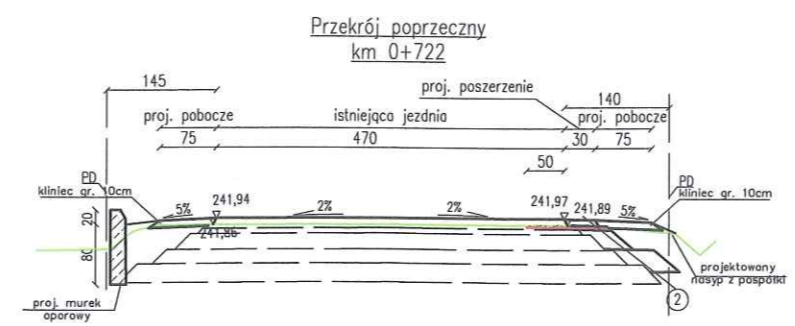 Przekrój poprzeczny
km 0+722
145
proj. poszerzenie
140
proj. pobocze
istniejąca jezdnia
proj. pobocze
75
470
30
75
50
PD
kliniec gr. 10cm
5%
241,94
2%
2%
241,97
241,89
5%
PD
kliniec gr. 10cm
20
241,86
80
projektowany
nasyp z pospółki
2
proj. murek
oporowy